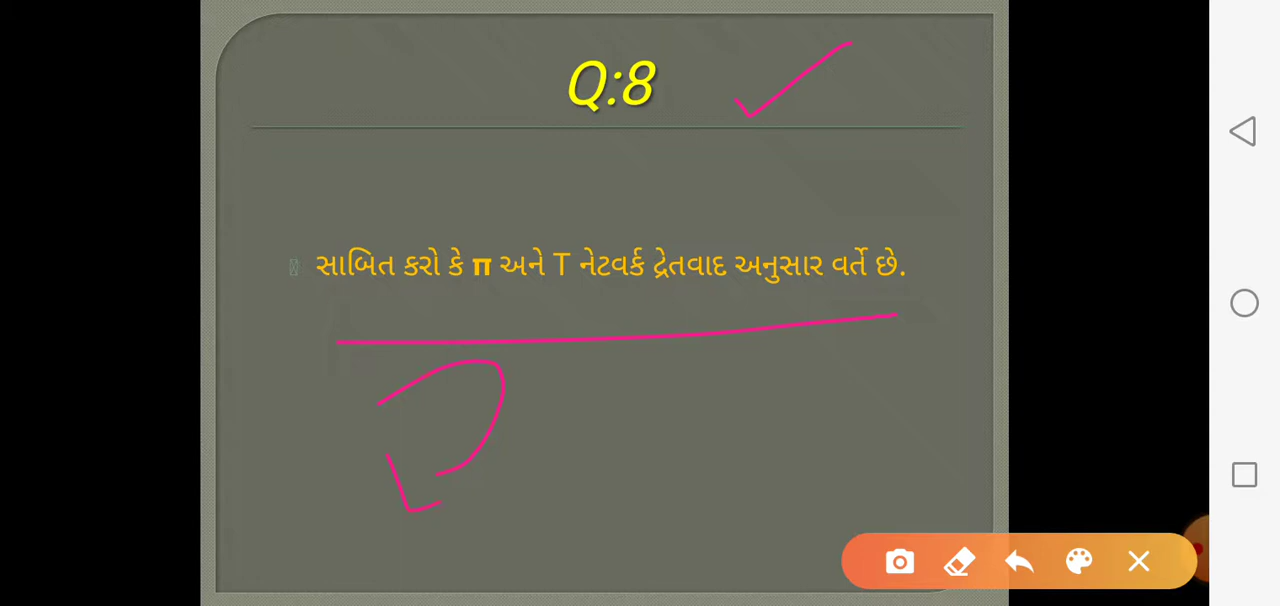 Q:8
સાબિત કરો કે π અને T નેટવર્ક દ્રેતવાદ અનુસાર વર્તે છે.